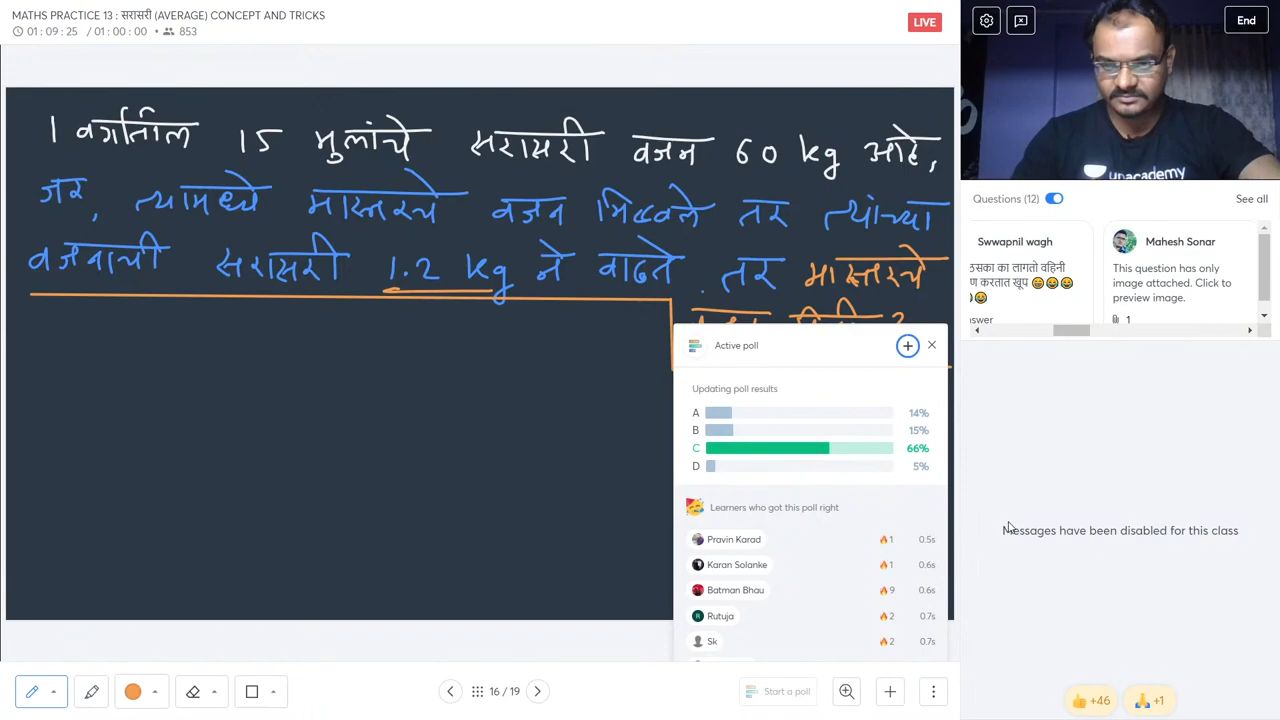 MATHS PRACTICE 13 : सरासरी (AVERAGE) CONCEPT AND TRICKS
01 : 09 : 25 / 01 : 00 : 00 • 853
LIVE
End
1 वर्गातील 15 मुलांचे सरासरी वजन 60 kg आहे,
जर, त्यामध्ये मास्तरचे वजन मिळवले तर त्यांच्या
वजनाची सरासरी 1.2 kg ने वाढते. तर मास्तरचे
unacademy
Questions (12)
See all
Swwapnil wagh
करतात खूप
Mahesh Sonar
This question has only
image attached. Click to
preview image.
1
Active poll
Updating poll results
A 14%
B 15%
C 66%
D 5%
Learners who got this poll right
Pravin Karad 1 0.5s
Karan Solanke 1 0.6s
Batman Bhau 9 0.6s
R Rutuja 2 0.7s
Sk 2 0.7s
Messages have been disabled for this class
16 / 19
Start a poll
+46
+1